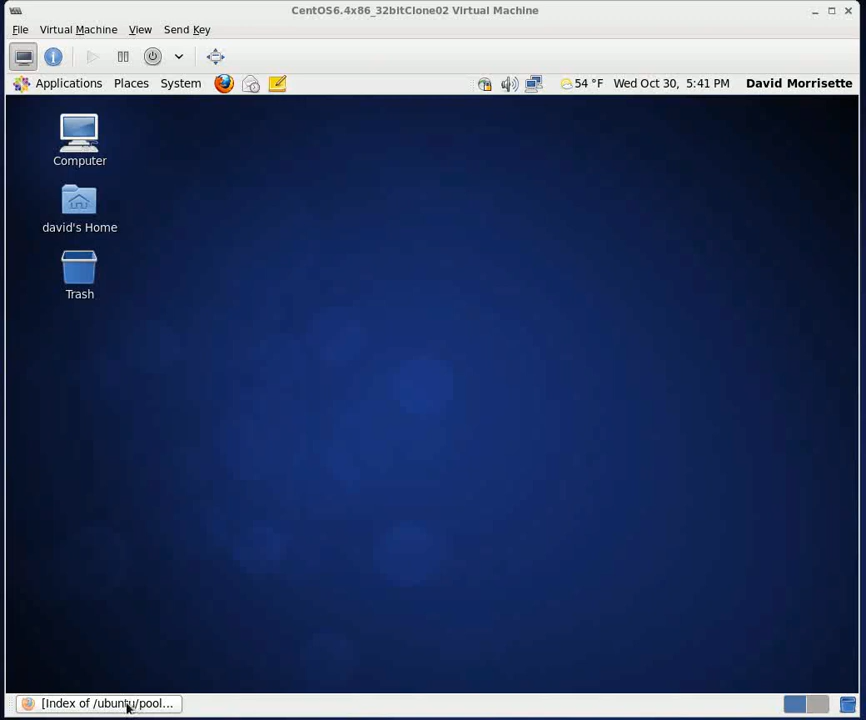 CentOS6.4x86_32bitClone02 Virtual Machine
File Virtual Machine View Send Key
Applications Places System 54 °F Wed Oct 30, 5:41 PM David Morrisette
Computer
david's Home
Trash
[Index of /ubuntu/pool...